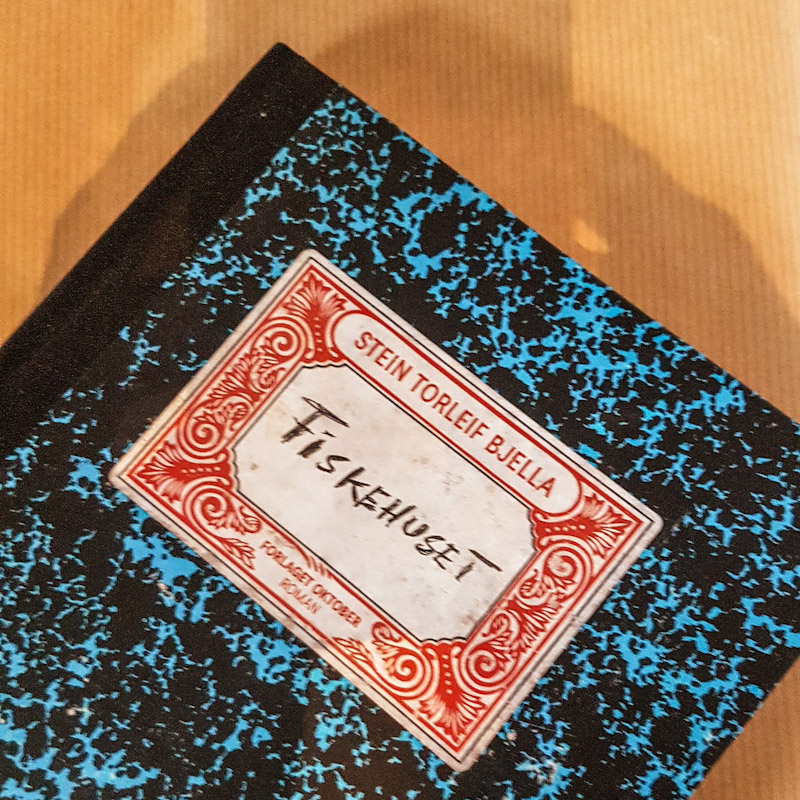 STEIN TORLEIF BJELLA
FiSKEHUSET
FORLAGET OKTOBER
ROMAN